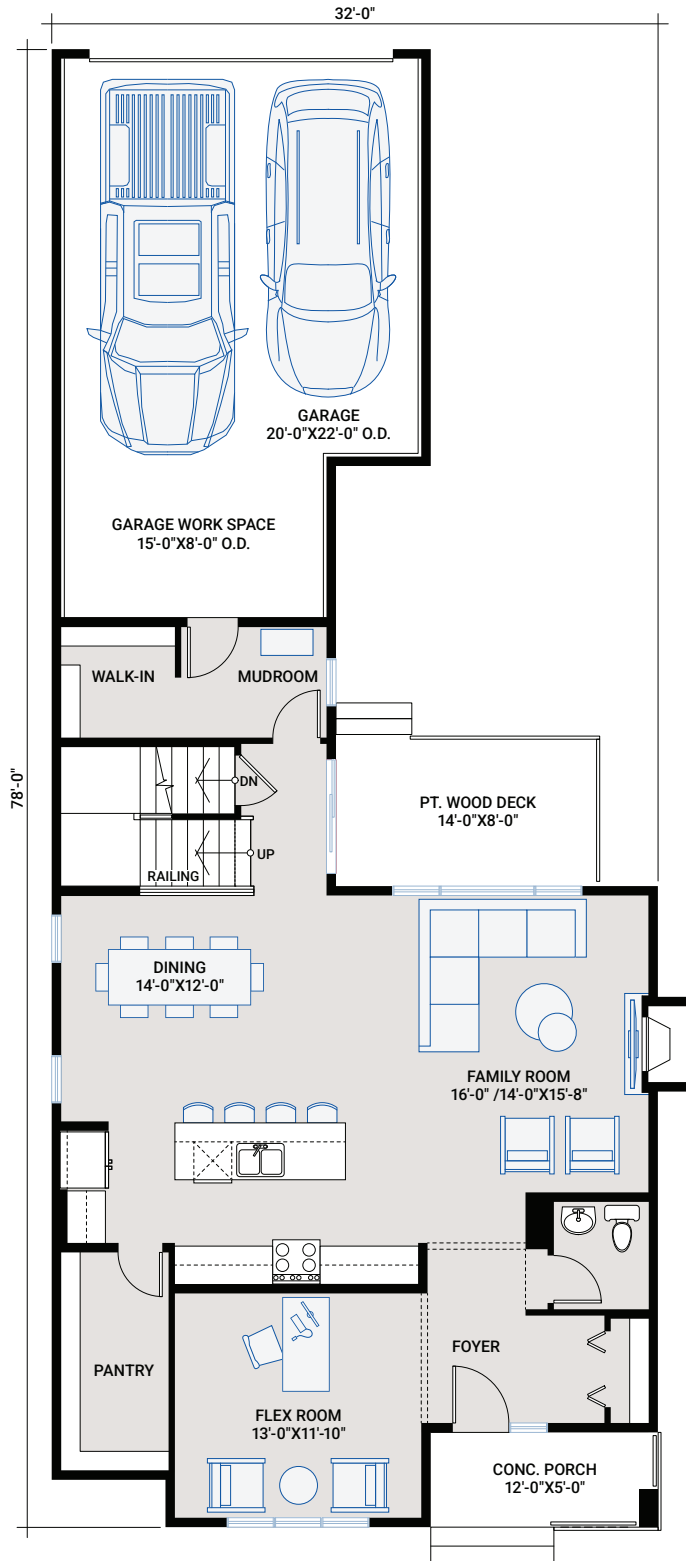 32'-0"
GARAGE
20'-0"X22'-0" O.D.
GARAGE WORK SPACE
15'-0"X8'-0" O.D.
WALK-IN
MUDROOM
78'-0"
DN
PT. WOOD DECK
14'-0"X8'-0"
UP
RAILING
DINING
14'-0"X12'-0"
FAMILY ROOM
16'-0" /14'-0"X15'-8"
FOYER
PANTRY
FLEX ROOM
13'-0"X11'-10"
CONC. PORCH
12'-0"X5'-0"